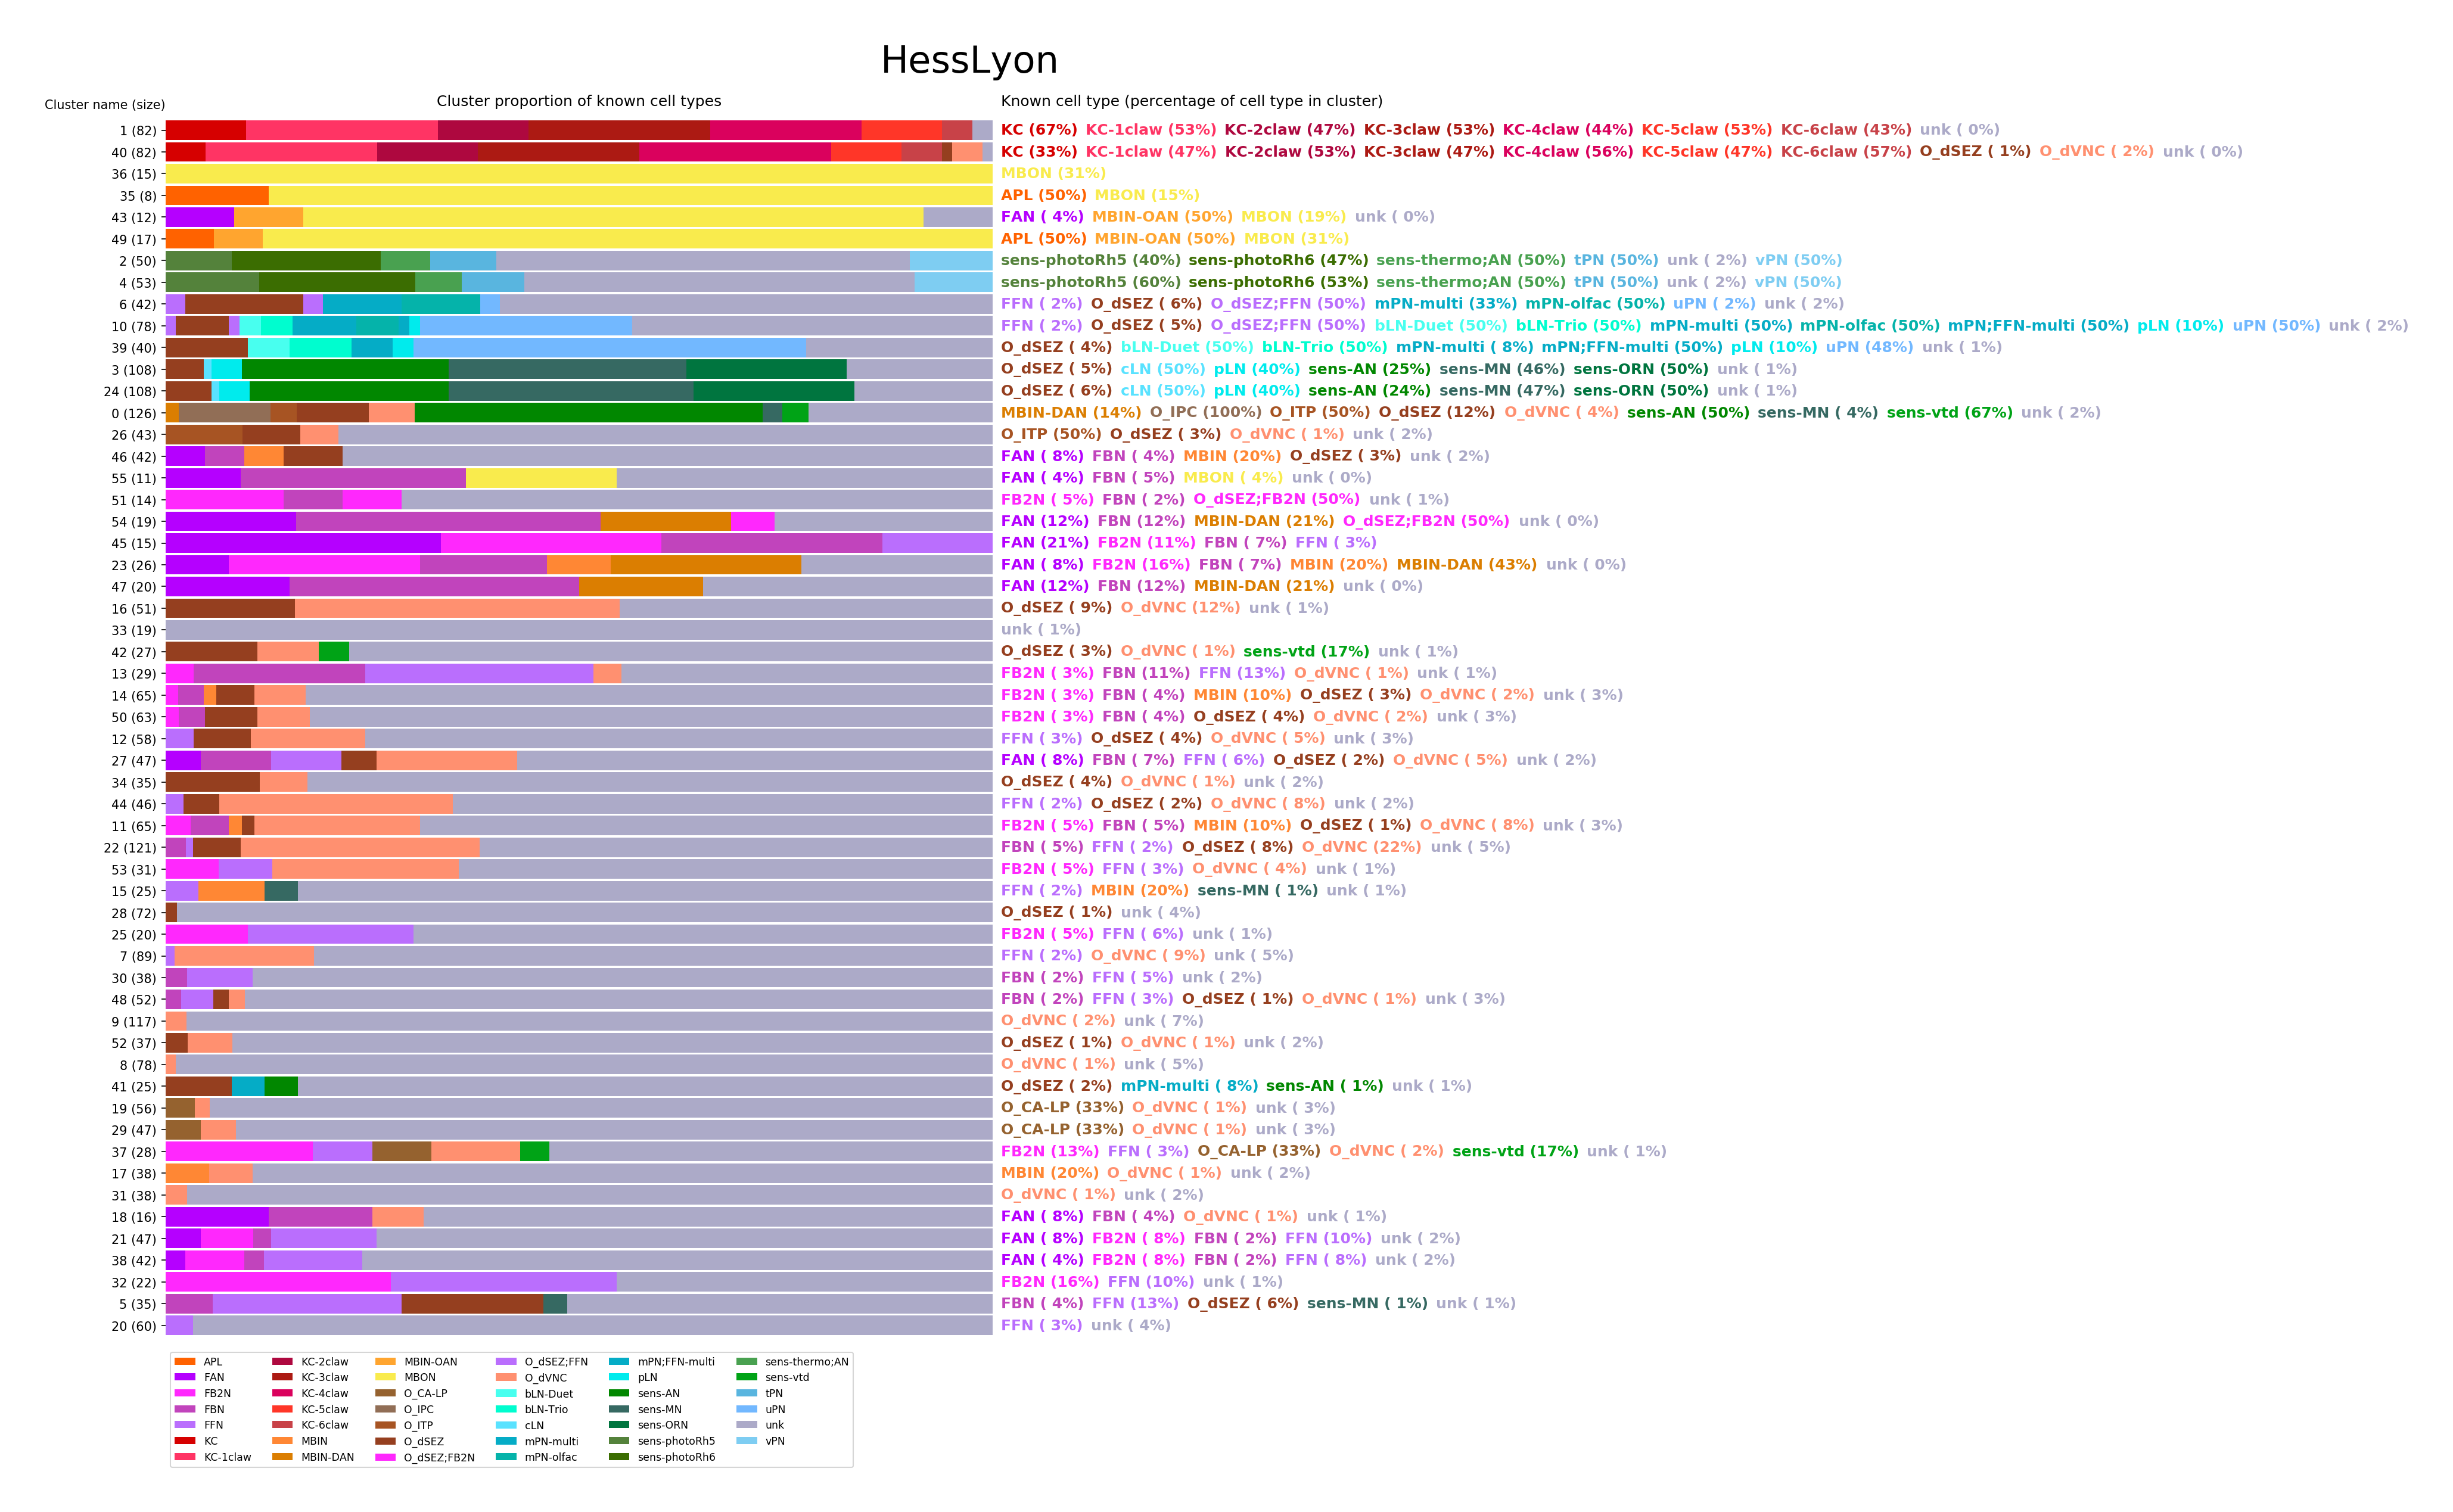 HessLyon
Cluster name (size) Cluster proportion of known cell types Known cell type (percentage of cell type in cluster)
1 (82) KC (67%) KC-1claw (53%) KC-2claw (47%) KC-3claw (53%) KC-4claw (44%) KC-5claw (53%) KC-6claw (43%) unk ( 0%)
40 (82) KC (33%) KC-1claw (47%) KC-2claw (53%) KC-3claw (47%) KC-4claw (56%) KC-5claw (47%) KC-6claw (57%) O_dSEZ ( 1%) O_dVNC ( 2%) unk ( 0%)
36 (15) MBON (31%)
35 (8) APL (50%) MBON (15%)
43 (12) FAN ( 4%) MBIN-OAN (50%) MBON (19%) unk ( 0%)
49 (17) APL (50%) MBIN-OAN (50%) MBON (31%)
2 (50) sens-photoRh5 (40%) sens-photoRh6 (47%) sens-thermo;AN (50%) tPN (50%) unk ( 2%) vPN (50%)
4 (53) sens-photoRh5 (60%) sens-photoRh6 (53%) sens-thermo;AN (50%) tPN (50%) unk ( 2%) vPN (50%)
6 (42) FFN ( 2%) O_dSEZ ( 6%) O_dSEZ;FFN (50%) mPN-multi (33%) mPN-olfac (50%) uPN ( 2%) unk ( 2%)
10 (78) FFN ( 2%) O_dSEZ ( 5%) O_dSEZ;FFN (50%) bLN-Duet (50%) bLN-Trio (50%) mPN-multi (50%) mPN-olfac (50%) mPN;FFN-multi (50%) pLN (10%) uPN (50%) unk ( 2%)
39 (40) O_dSEZ ( 4%) bLN-Duet (50%) bLN-Trio (50%) mPN-multi ( 8%) mPN;FFN-multi (50%) pLN (10%) uPN (48%) unk ( 1%)
3 (108) O_dSEZ ( 5%) cLN (50%) pLN (40%) sens-AN (25%) sens-MN (46%) sens-ORN (50%) unk ( 1%)
24 (108) O_dSEZ ( 6%) cLN (50%) pLN (40%) sens-AN (24%) sens-MN (47%) sens-ORN (50%) unk ( 1%)
0 (126) MBIN-DAN (14%) O_IPC (100%) O_ITP (50%) O_dSEZ (12%) O_dVNC ( 4%) sens-AN (50%) sens-MN ( 4%) sens-vtd (67%) unk ( 2%)
26 (43) O_ITP (50%) O_dSEZ ( 3%) O_dVNC ( 1%) unk ( 2%)
46 (42) FAN ( 8%) FBN ( 4%) MBIN (20%) O_dSEZ ( 3%) unk ( 2%)
55 (11) FAN ( 4%) FBN ( 5%) MBON ( 4%) unk ( 0%)
51 (14) FB2N ( 5%) FBN ( 2%) O_dSEZ;FB2N (50%) unk ( 1%)
54 (19) FAN (12%) FBN (12%) MBIN-DAN (21%) O_dSEZ;FB2N (50%) unk ( 0%)
45 (15) FAN (21%) FB2N (11%) FBN ( 7%) FFN ( 3%)
23 (26) FAN ( 8%) FB2N (16%) FBN ( 7%) MBIN (20%) MBIN-DAN (43%) unk ( 0%)
47 (20) FAN (12%) FBN (12%) MBIN-DAN (21%) unk ( 0%)
16 (51) O_dSEZ ( 9%) O_dVNC (12%) unk ( 1%)
33 (19) unk ( 1%)
42 (27) O_dSEZ ( 3%) O_dVNC ( 1%) sens-vtd (17%) unk ( 1%)
13 (29) FB2N ( 3%) FBN (11%) FFN (13%) O_dVNC ( 1%) unk ( 1%)
14 (65) FB2N ( 3%) FBN ( 4%) MBIN (10%) O_dSEZ ( 3%) O_dVNC ( 2%) unk ( 3%)
50 (63) FB2N ( 3%) FBN ( 4%) O_dSEZ ( 4%) O_dVNC ( 2%) unk ( 3%)
12 (58) FFN ( 3%) O_dSEZ ( 4%) O_dVNC ( 5%) unk ( 3%)
27 (47) FAN ( 8%) FBN ( 7%) FFN ( 6%) O_dSEZ ( 2%) O_dVNC ( 5%) unk ( 2%)
34 (35) O_dSEZ ( 4%) O_dVNC ( 1%) unk ( 2%)
44 (46) FFN ( 2%) O_dSEZ ( 2%) O_dVNC ( 8%) unk ( 2%)
11 (65) FB2N ( 5%) FBN ( 5%) MBIN (10%) O_dSEZ ( 1%) O_dVNC ( 8%) unk ( 3%)
22 (121) FBN ( 5%) FFN ( 2%) O_dSEZ ( 8%) O_dVNC (22%) unk ( 5%)
53 (31) FB2N ( 5%) FFN ( 3%) O_dVNC ( 4%) unk ( 1%)
15 (25) FFN ( 2%) MBIN (20%) sens-MN ( 1%) unk ( 1%)
28 (72) O_dSEZ ( 1%) unk ( 4%)
25 (20) FB2N ( 5%) FFN ( 6%) unk ( 1%)
7 (89) FFN ( 2%) O_dVNC ( 9%) unk ( 5%)
30 (38) FBN ( 2%) FFN ( 5%) unk ( 2%)
48 (52) FBN ( 2%) FFN ( 3%) O_dSEZ ( 1%) O_dVNC ( 1%) unk ( 3%)
9 (117) O_dVNC ( 2%) unk ( 7%)
52 (37) O_dSEZ ( 1%) O_dVNC ( 1%) unk ( 2%)
8 (78) O_dVNC ( 1%) unk ( 5%)
41 (25) O_dSEZ ( 2%) mPN-multi ( 8%) sens-AN ( 1%) unk ( 1%)
19 (56) O_CA-LP (33%) O_dVNC ( 1%) unk ( 3%)
29 (47) O_CA-LP (33%) O_dVNC ( 1%) unk ( 3%)
37 (28) FB2N (13%) FFN ( 3%) O_CA-LP (33%) O_dVNC ( 2%) sens-vtd (17%) unk ( 1%)
17 (38) MBIN (20%) O_dVNC ( 1%) unk ( 2%)
31 (38) O_dVNC ( 1%) unk ( 2%)
18 (16) FAN ( 8%) FBN ( 4%) O_dVNC ( 1%) unk ( 1%)
21 (47) FAN ( 8%) FB2N ( 8%) FBN ( 2%) FFN (10%) unk ( 2%)
38 (42) FAN ( 4%) FB2N ( 8%) FBN ( 2%) FFN ( 8%) unk ( 2%)
32 (22) FB2N (16%) FFN (10%) unk ( 1%)
5 (35) FBN ( 4%) FFN (13%) O_dSEZ ( 6%) sens-MN ( 1%) unk ( 1%)
20 (60) FFN ( 3%) unk ( 4%)
APL KC-2claw MBIN-OAN O_dSEZ;FFN mPN;FFN-multi sens-thermo;AN
FAN KC-3claw MBON O_dVNC pLN sens-vtd
FB2N KC-4claw O_CA-LP bLN-Duet sens-AN tPN
FBN KC-5claw O_IPC bLN-Trio sens-MN uPN
FFN KC-6claw O_ITP cLN sens-ORN unk
KC MBIN O_dSEZ mPN-multi sens-photoRh5 vPN
KC-1claw MBIN-DAN O_dSEZ;FB2N mPN-olfac sens-photoRh6